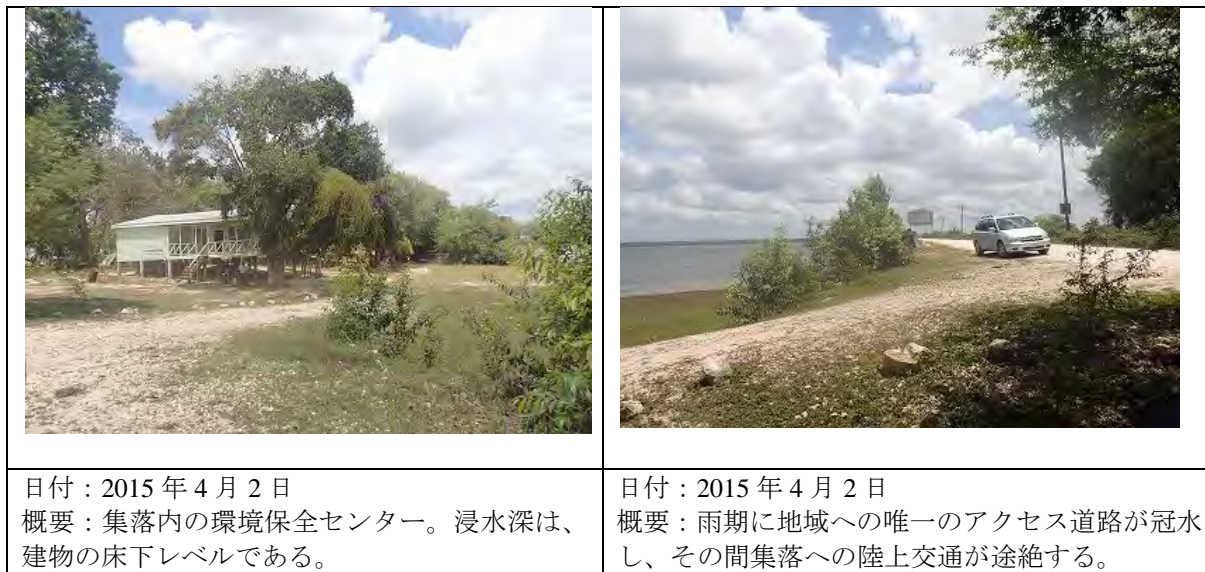 日付：2015 年 4 月 2 日
概要：集落内の環境保全センター。浸水深は、
建物の床下レベルである。
日付：2015 年 4 月 2 日
概要：雨期に地域への唯一のアクセス道路が冠水
し、その間集落への陸上交通が途絶する。